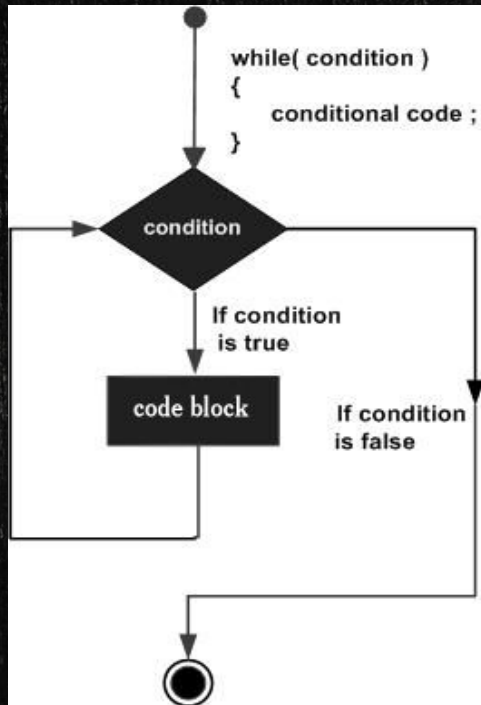 while( condition )
{
conditional code ;
}
condition
If condition
is true
code block
If condition
is false